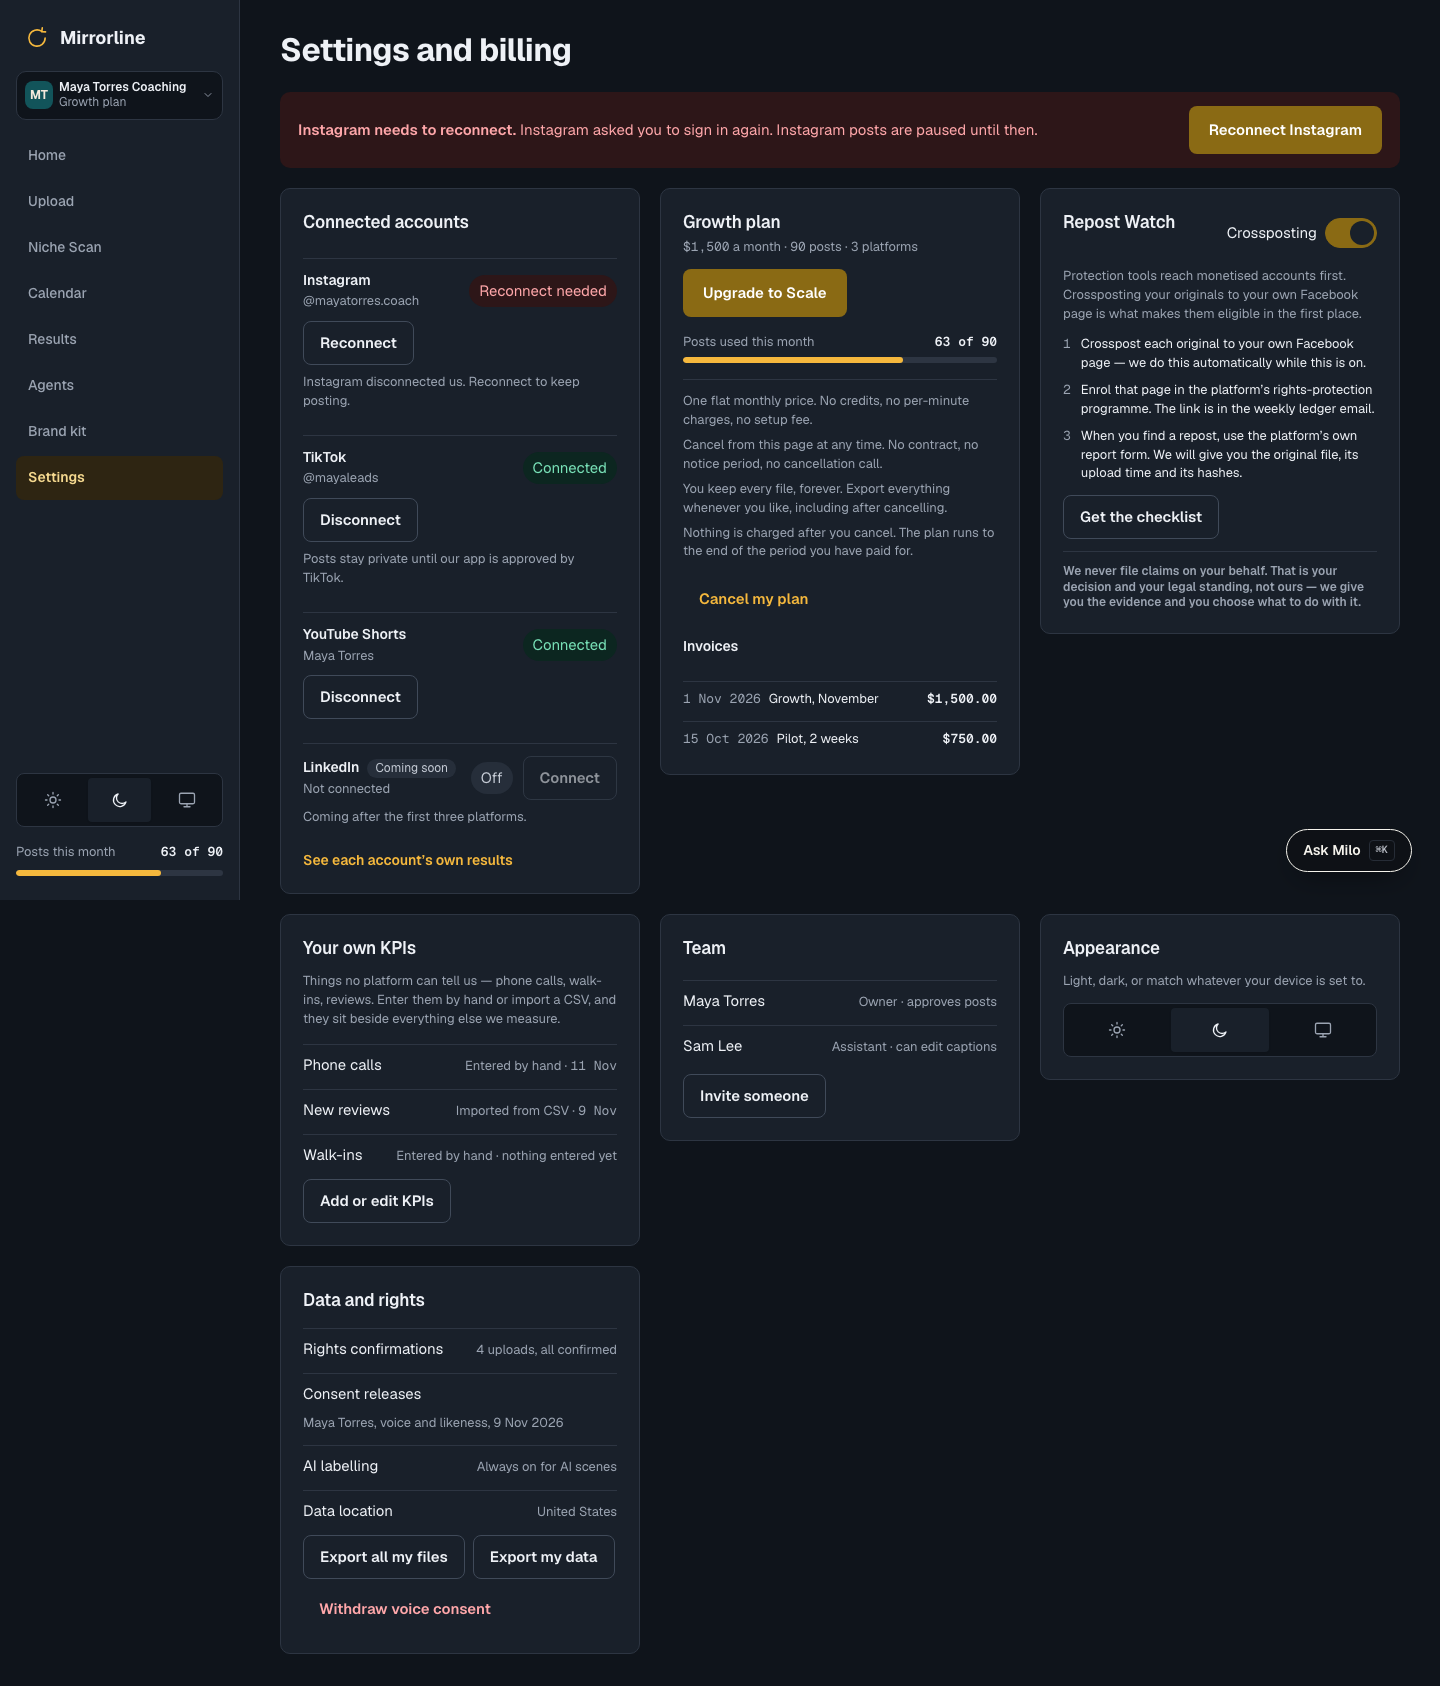 Mirrorline
MT
Maya Torres Coaching
Growth plan
Home
Upload
Niche Scan
Calendar
Results
Agents
Brand kit
Settings
Posts this month
63 of 90
Settings and billing
Instagram needs to reconnect. Instagram asked you to sign in again. Instagram posts are paused until then.
Reconnect Instagram
Connected accounts
Instagram
@mayatorres.coach
Reconnect needed
Reconnect
Instagram disconnected us. Reconnect to keep
posting.
TikTok
@mayaleads
Connected
Disconnect
Posts stay private until our app is approved by
TikTok.
YouTube Shorts
Maya Torres
Connected
Disconnect
LinkedIn
Coming soon
Not connected
Off
Connect
Coming after the first three platforms.
See each account’s own results
Growth plan
$1,500 a month · 90 posts · 3 platforms
Upgrade to Scale
Posts used this month
63 of 90
One flat monthly price. No credits, no per-minute
charges, no setup fee.
Cancel from this page at any time. No contract, no
notice period, no cancellation call.
You keep every file, forever. Export everything
whenever you like, including after cancelling.
Nothing is charged after you cancel. The plan runs to
the end of the period you have paid for.
Cancel my plan
Invoices
1 Nov 2026 Growth, November $1,500.00
15 Oct 2026 Pilot, 2 weeks $750.00
Repost Watch
Crossposting
Protection tools reach monetised accounts first.
Crossposting your originals to your own Facebook
page is what makes them eligible in the first place.
1 Crosspost each original to your own Facebook
page — we do this automatically while this is on.
2 Enrol that page in the platform’s rights-protection
programme. The link is in the weekly ledger email.
3 When you find a repost, use the platform’s own
report form. We will give you the original file, its
upload time and its hashes.
Get the checklist
We never file claims on your behalf. That is your
decision and your legal standing, not ours — we give
you the evidence and you choose what to do with it.
Ask Milo ⌘K
Your own KPIs
Things no platform can tell us — phone calls, walk-
ins, reviews. Enter them by hand or import a CSV, and
they sit beside everything else we measure.
Phone calls
Entered by hand · 11 Nov
New reviews
Imported from CSV · 9 Nov
Walk-ins
Entered by hand · nothing entered yet
Add or edit KPIs
Team
Maya Torres
Owner · approves posts
Sam Lee
Assistant · can edit captions
Invite someone
Appearance
Light, dark, or match whatever your device is set to.
Data and rights
Rights confirmations
4 uploads, all confirmed
Consent releases
Maya Torres, voice and likeness, 9 Nov 2026
AI labelling
Always on for AI scenes
Data location
United States
Export all my files
Export my data
Withdraw voice consent